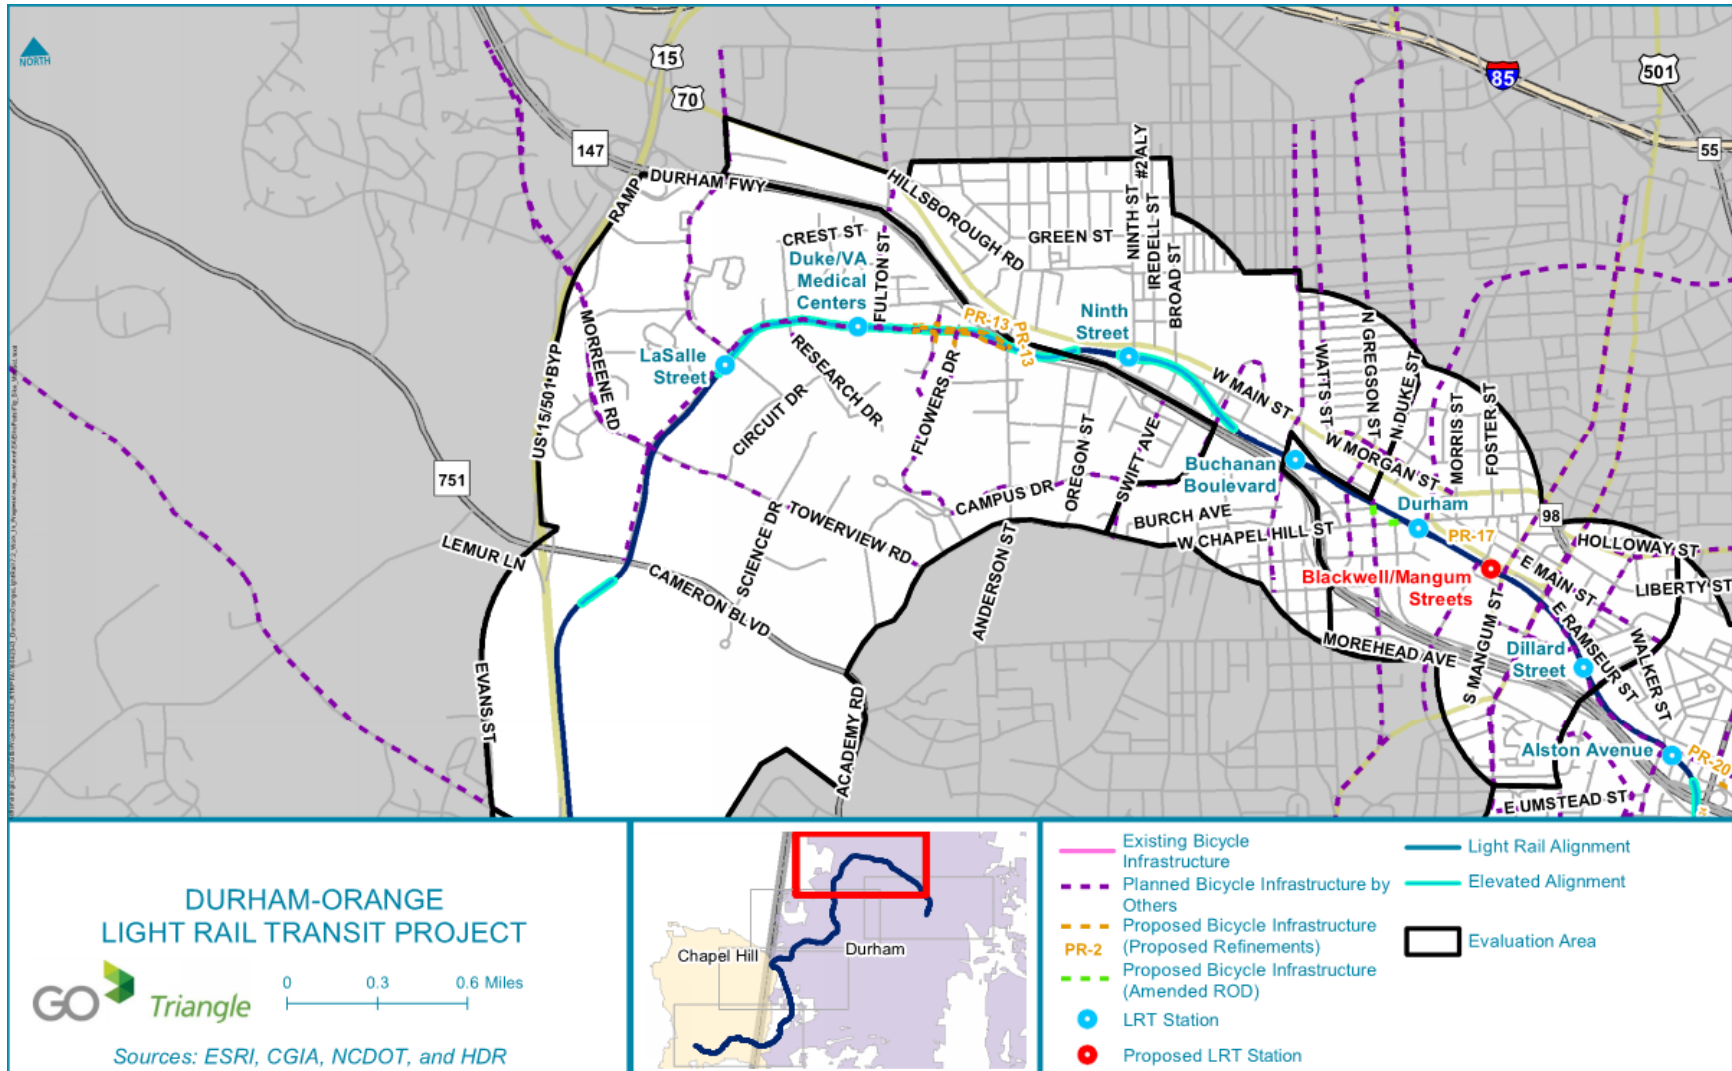 NORTH
15
70
147
DURHAM FWY
RAMP
HILLSBOROUGH RD
#2 ALY
NINTH ST
IREDELL ST
BROAD ST
GREEN ST
85
501
55
CREST ST
Duke/VA
Medical
Centers
FULTON ST
PR-13
PR-13
Ninth
Street
LaSalle
Street
MORREENE RD
US 15/501 BYP
RESEARCH DR
CIRCUIT DR
FLOWERS DR
W MAIN ST
WATTS ST
N GREGSON ST
N DUKE ST
W MORGAN ST
MORRIS ST
FOSTER ST
751
Buchanan
Boulevard
SWIFT AVE
OREGON ST
CAMPUS DR
BURCH AVE
W CHAPEL HILL ST
Durham
PR-17
98
HOLLOWAY ST
LIBERTY ST
E MAIN ST
Blackwell/Mangum
Streets
LEMUR LN
CAMERON BLVD
SCIENCE DR
TOWERVIEW RD
ANDERSON ST
MOREHEAD AVE
S MANGUM ST
Dillard
Street
E RAMSEUR ST
WALKER ST
EVANS ST
ACADEMY RD
Alston Avenue
PR-20
E UMSTEAD ST
DURHAM-ORANGE
LIGHT RAIL TRANSIT PROJECT
GO Triangle
0 0.3 0.6 Miles
Sources: ESRI, CGIA, NCDOT, and HDR
Chapel Hill
Durham
Existing Bicycle
Infrastructure
Planned Bicycle Infrastructure by
Others
Proposed Bicycle Infrastructure
PR-2 (Proposed Refinements)
Proposed Bicycle Infrastructure
(Amended ROD)
LRT Station
Proposed LRT Station
Light Rail Alignment
Elevated Alignment
Evaluation Area